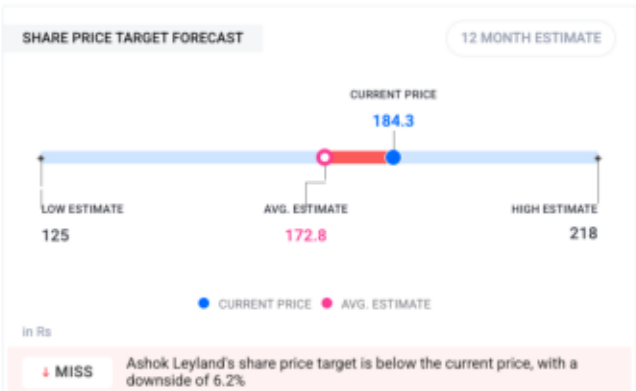 SHARE PRICE TARGET FORECAST
12 MONTH ESTIMATE
CURRENT PRICE
184.3
LOW ESTIMATE
AVG. ESTIMATE
HIGH ESTIMATE
125
172.8
218
CURRENT PRICE
AVG. ESTIMATE
in Rs
↓ MISS
Ashok Leyland's share price target is below the current price, with a
downside of 6.2%